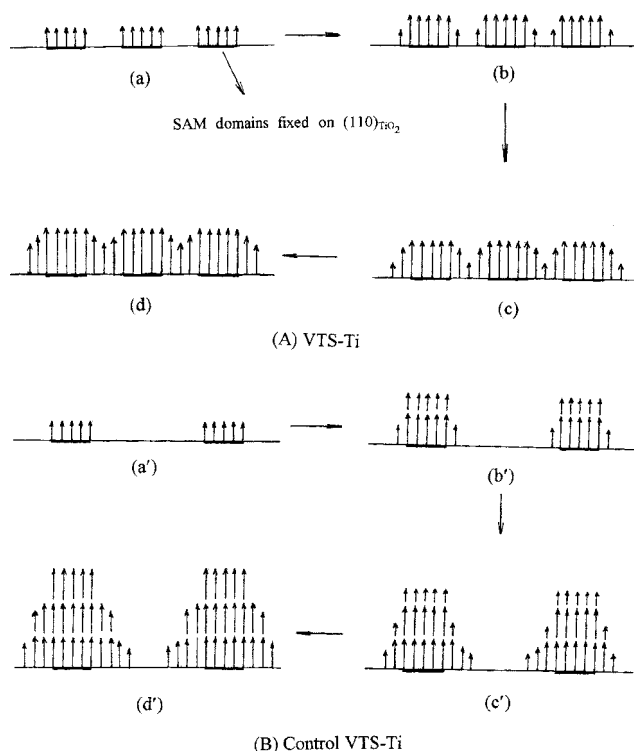 (a)
(b)
SAM domains fixed on (110)TiO2
(d)
(c)
(A) VTS-Ti
(a′)
(b′)
(d′)
(c′)
(B) Control VTS-Ti